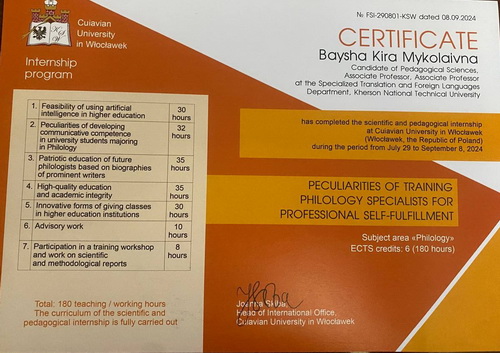 Cuiavian
University
in Włocławek
Internship
program
№ FSI-290801-KSW dated 08.09.2024
CERTIFICATE
Baysha Kira Mykolaivna
Candidate of Pedagogical Sciences,
Associate Professor, Associate Professor
at the Specialized Translation and Foreign Languages
Department, Kherson National Technical University
has completed the scientific and pedagogical internship
at Cuiavian University in Włocławek
(Włocławek, the Republic of Poland)
during the period from July 29 to September 8, 2024
PECULIARITIES OF TRAINING
PHILOLOGY SPECIALISTS FOR
PROFESSIONAL SELF-FULFILLMENT
Subject area «Philology»
ECTS credits: 6 (180 hours)
1. Feasibility of using artificial 30
intelligence in higher education hours
2. Peculiarities of developing 32
communicative competence hours
in university students majoring
in Philology
3. Patriotic education of future 35
philologists based on biographies hours
of prominent writers
4. High-quality education 35
and academic integrity hours
5. Innovative forms of giving classes 30
in higher education institutions hours
6. Advisory work 10
hours
7. Participation in a training workshop 8
and work on scientific hours
and methodological reports
Total: 180 teaching / working hours
The curriculum of the scientific and
pedagogical internship is fully carried out
Joanna
Head of International Office,
Cuiavian University in Włocławek